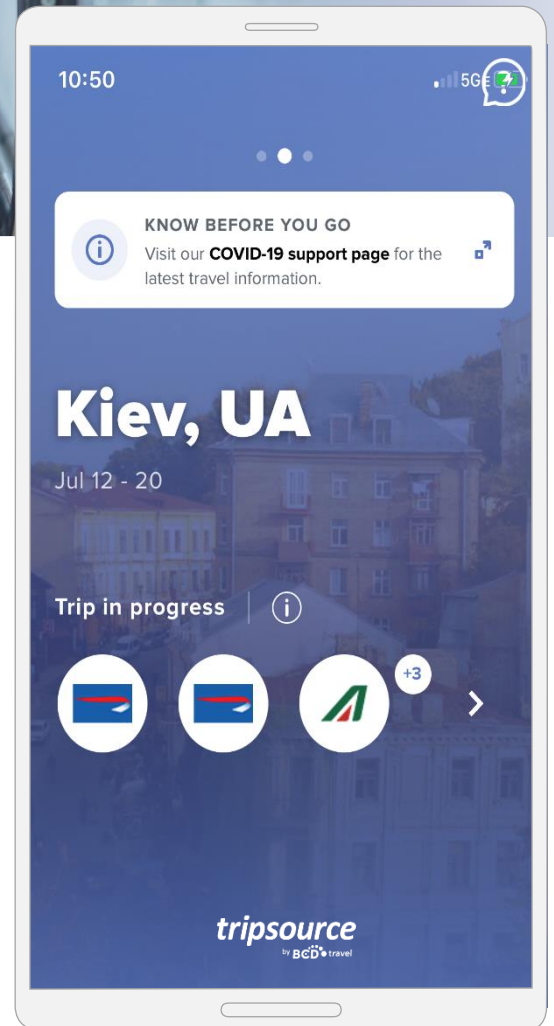 10:50
5GE
KNOW BEFORE YOU GO
Visit our COVID-19 support page for the
latest travel information.
Kiev, UA
Jul 12 - 20
Trip in progress
+3
tripsource
by BCD travel